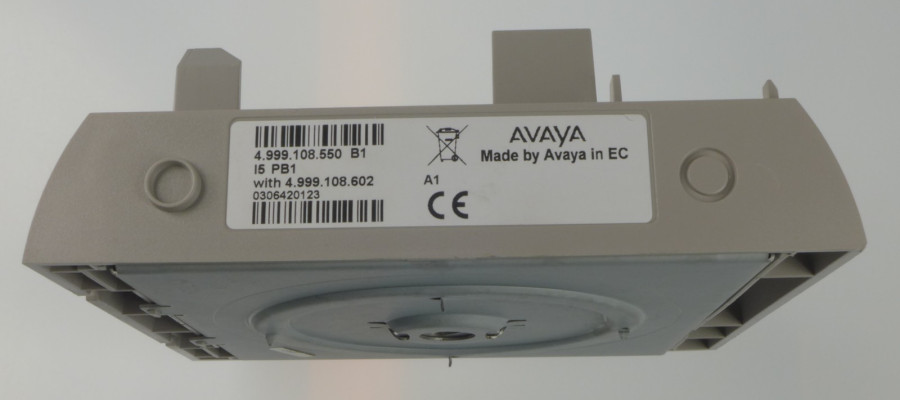 4.999.108.550 B1
I5 PB1
with 4.999.108.602
0306420123
AVAYA
Made by Avaya in EC
A1
CE